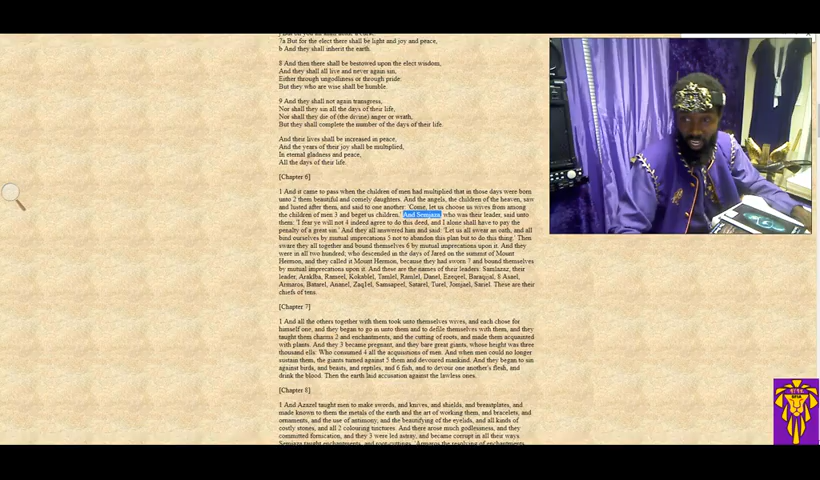 7a But for the elect there shall be light and joy and peace,
b And they shall inherit the earth.
8 And then there shall be bestowed upon the elect wisdom,
And they shall all live and never again sin,
Either through ungodliness or through pride:
But they who are wise shall be humble.
9 And they shall not again transgress,
Nor shall they sin all the days of their life,
Nor shall they die of (the divine) anger or wrath,
But they shall complete the number of the days of their life.
And their lives shall be increased in peace,
And the years of their joy shall be multiplied,
In eternal gladness and peace,
All the days of their life.
[Chapter 6]
1 And it came to pass when the children of men had multiplied that in those days were born
unto 2 them beautiful and comely daughters. And the angels, the children of the heaven, saw
and lusted after them, and said to one another: 'Come, let us choose us wives from among
the children of men 3 and beget us children.' And Semjaza, who was their leader, said unto
them: 'I fear ye will not 4 indeed agree to do this deed, and I alone shall have to pay the
penalty of a great sin.' And they all answered him and said: 'Let us all swear an oath, and all
bind ourselves by mutual imprecations 5 not to abandon this plan but to do this thing.' Then
sware they all together and bound themselves 6 by mutual imprecations upon it. And they
were in all two hundred; who descended in the days of Jared on the summit of Mount
Hermon, and they called it Mount Hermon, because they had sworn 7 and bound themselves
by mutual imprecations upon it. And these are the names of their leaders: Samlazaz, their
leader, Araklba, Rameel, Kokablel, Tamlel, Ramlel, Danel, Ezeqeel, Baraqijal, 8 Asael,
Armaros, Batarel, Ananel, Zaq1el, Samsapeel, Satarel, Turel, Jomjael, Sariel. These are their
chiefs of tens.
[Chapter 7]
1 And all the others together with them took unto themselves wives, and each chose for
himself one, and they began to go in unto them and to defile themselves with them, and they
taught them charms 2 and enchantments, and the cutting of roots, and made them acquainted
with plants. And they 3 became pregnant, and they bare great giants, whose height was three
thousand ells: Who consumed 4 all the acquisitions of men. And when men could no longer
sustain them, the giants turned against 5 them and devoured mankind. And they began to sin
against birds, and beasts, and reptiles, and 6 fish, and to devour one another's flesh, and
drink the blood. Then the earth laid accusation against the lawless ones.
[Chapter 8]
1 And Azazel taught men to make swords, and knives, and shields, and breastplates, and
made known to them the metals of the earth and the art of working them, and bracelets, and
ornaments, and the use of antimony, and the beautifying of the eyelids, and all kinds of
costly stones, and all 2 colouring tinctures. And there arose much godlessness, and they
committed fornication, and they 3 were led astray, and became corrupt in all their ways.
Semjaza taught enchantments, and root-cuttings, 'Armaros the resolving of enchantments,